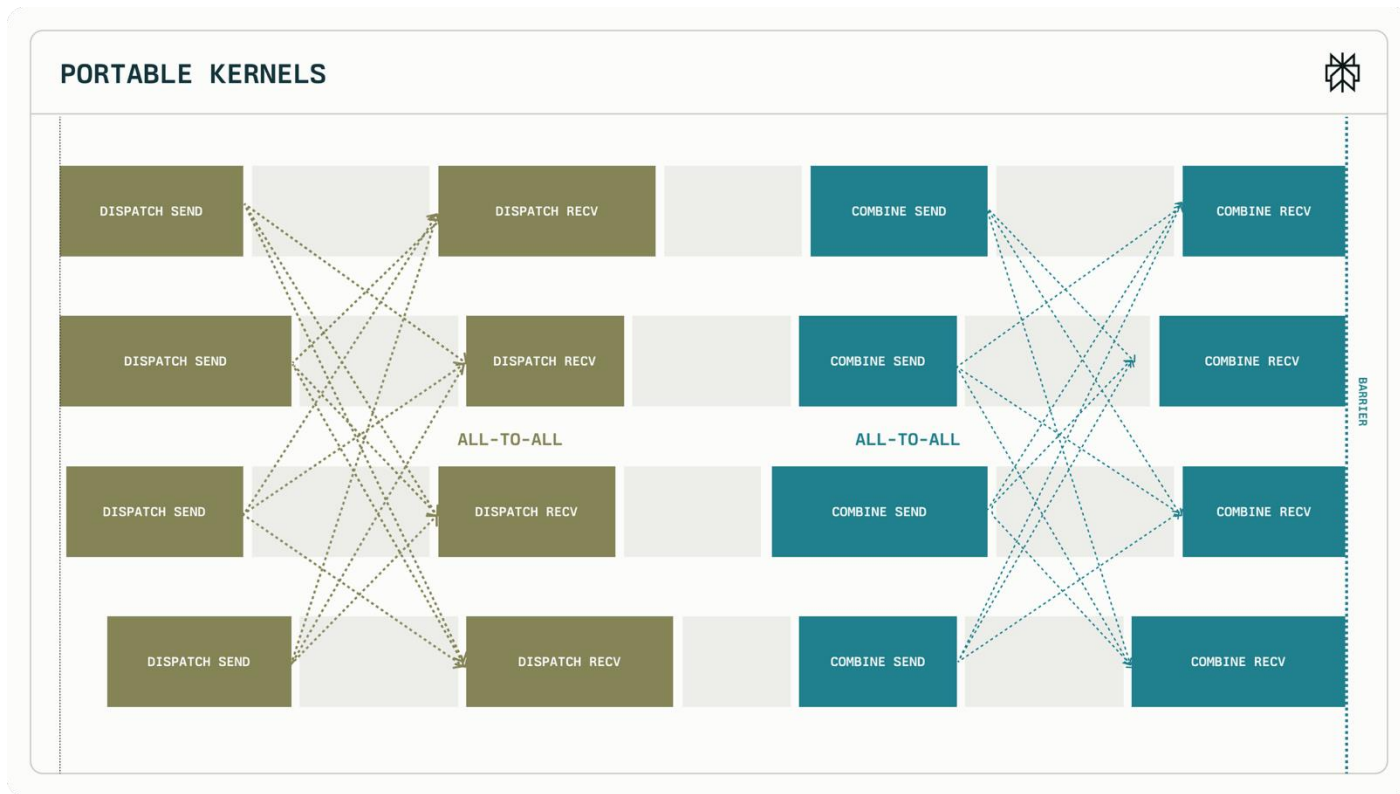 PORTABLE KERNELS
DISPATCH SEND
DISPATCH RECV
COMBINE SEND
COMBINE RECV
DISPATCH SEND
DISPATCH RECV
COMBINE SEND
COMBINE RECV
BARRIER
ALL-TO-ALL
ALL-TO-ALL
DISPATCH SEND
DISPATCH RECV
COMBINE SEND
COMBINE RECV
DISPATCH SEND
DISPATCH RECV
COMBINE SEND
COMBINE RECV